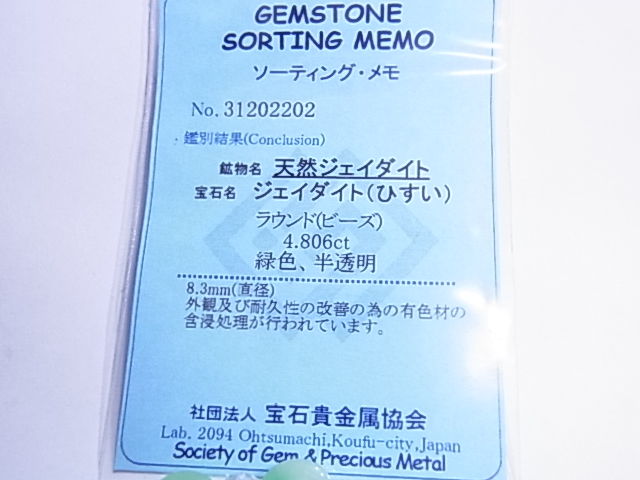 GEMSTONE
SORTING MEMO
ソーティング・メモ
No. 31202202
・鑑別結果(Conclusion)
鉱物名 天然ジェイダイト
宝石名 ジェイダイト(ひすい)
ラウンド(ビーズ)
4.806ct
緑色、半透明
8.3mm(直径)
外観及び耐久性の改善の為の有色材の
含浸処理が行われています。
社団法人 宝石貴金属協会
Lab. 2094 Ohtsumachi,Koufu-city,Japan
Society of Gem & Precious Metal